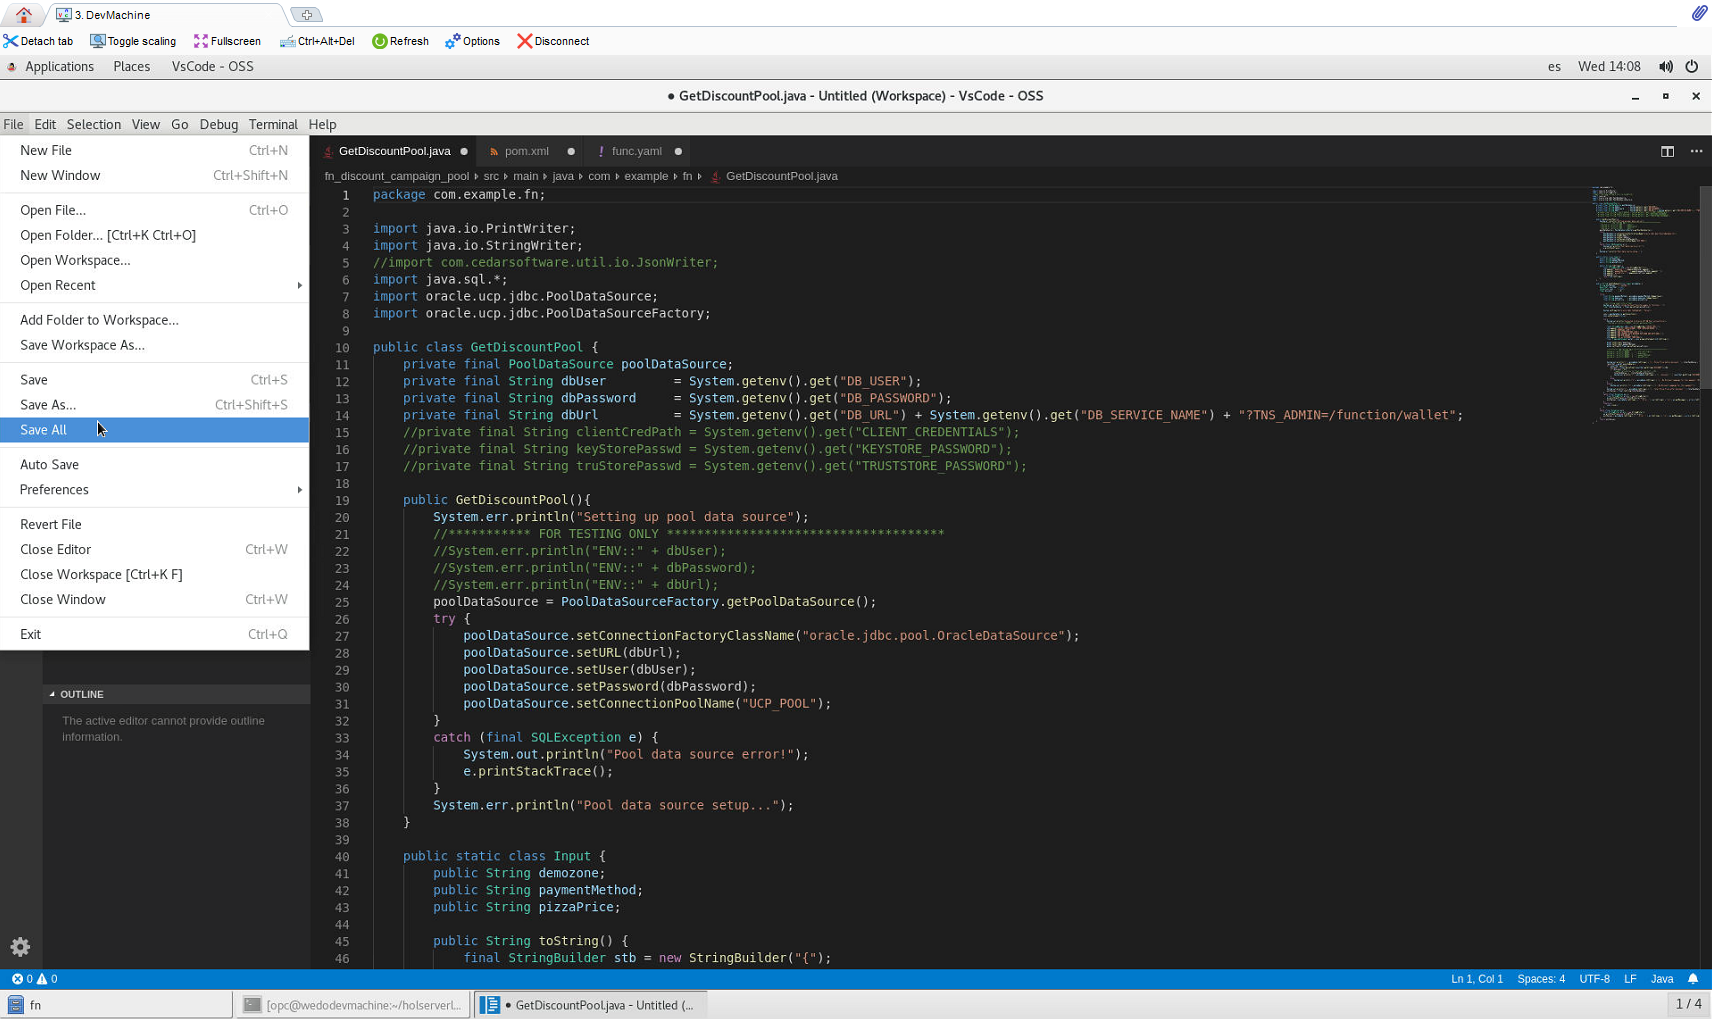 3. DevMachine
Detach tab Toggle scaling Fullscreen Ctrl+Alt+Del Refresh Options Disconnect
Applications Places VsCode - OSS es Wed 14:08
● GetDiscountPool.java - Untitled (Workspace) - VsCode - OSS
File Edit Selection View Go Debug Terminal Help
New File Ctrl+N
New Window Ctrl+Shift+N
Open File... Ctrl+O
Open Folder... [Ctrl+K Ctrl+O]
Open Workspace...
Open Recent
Add Folder to Workspace...
Save Workspace As...
Save Ctrl+S
Save As... Ctrl+Shift+S
Save All
Auto Save
Preferences
Revert File
Close Editor Ctrl+W
Close Workspace [Ctrl+K F]
Close Window Ctrl+W
Exit Ctrl+Q
OUTLINE
The active editor cannot provide outline
information.
GetDiscountPool.java ● pom.xml ● ! func.yaml ●
fn_discount_campaign_pool src main java com example fn GetDiscountPool.java
1 package com.example.fn;
2
3 import java.io.PrintWriter;
4 import java.io.StringWriter;
5 //import com.cedarsoftware.util.io.JsonWriter;
6 import java.sql.*;
7 import oracle.ucp.jdbc.PoolDataSource;
8 import oracle.ucp.jdbc.PoolDataSourceFactory;
9
10 public class GetDiscountPool {
11 private final PoolDataSource poolDataSource;
12 private final String dbUser = System.getenv().get("DB_USER");
13 private final String dbPassword = System.getenv().get("DB_PASSWORD");
14 private final String dbUrl = System.getenv().get("DB_URL") + System.getenv().get("DB_SERVICE_NAME") + "?TNS_ADMIN=/function/wallet";
15 //private final String clientCredPath = System.getenv().get("CLIENT_CREDENTIALS");
16 //private final String keyStorePasswd = System.getenv().get("KEYSTORE_PASSWORD");
17 //private final String truStorePasswd = System.getenv().get("TRUSTSTORE_PASSWORD");
18
19 public GetDiscountPool(){
20 System.err.println("Setting up pool data source");
21 //*********** FOR TESTING ONLY *************************************
22 //System.err.println("ENV::" + dbUser);
23 //System.err.println("ENV::" + dbPassword);
24 //System.err.println("ENV::" + dbUrl);
25 poolDataSource = PoolDataSourceFactory.getPoolDataSource();
26 try {
27 poolDataSource.setConnectionFactoryClassName("oracle.jdbc.pool.OracleDataSource");
28 poolDataSource.setURL(dbUrl);
29 poolDataSource.setUser(dbUser);
30 poolDataSource.setPassword(dbPassword);
31 poolDataSource.setConnectionPoolName("UCP_POOL");
32 }
33 catch (final SQLException e) {
34 System.out.println("Pool data source error!");
35 e.printStackTrace();
36 }
37 System.err.println("Pool data source setup...");
38 }
39
40 public static class Input {
41 public String demozone;
42 public String paymentMethod;
43 public String pizzaPrice;
44
45 public String toString() {
46 final StringBuilder stb = new StringBuilder("{");
0 0 Ln 1, Col 1 Spaces: 4 UTF-8 LF Java
fn [opc@wedodevmachine:~/holserverl... ● GetDiscountPool.java - Untitled (... 1 / 4